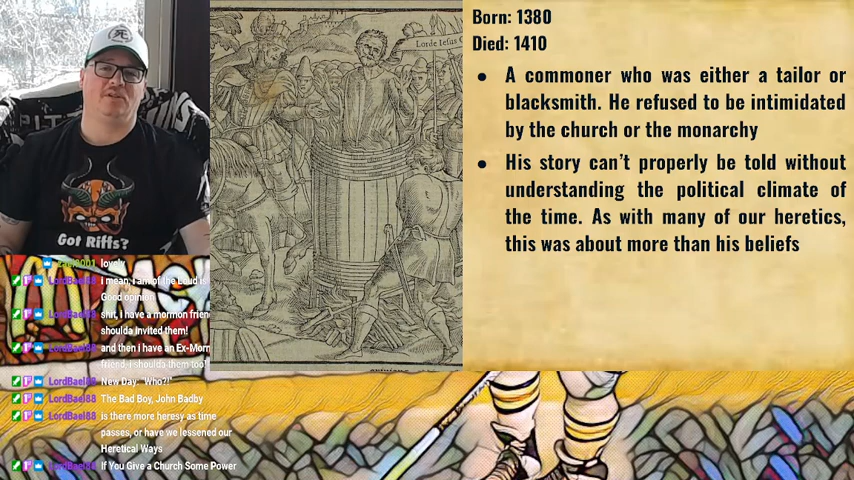 Born: 1380
Died: 1410
● A commoner who was either a tailor or
blacksmith. He refused to be intimidated
by the church or the monarchy
● His story can't properly be told without
understanding the political climate of
the time. As with many of our heretics,
this was about more than his beliefs
Lorde Iesus
PIT
Got Riffs?
lovely
LordBael88 i mean, i am of the Loud is
Good opinion
LordBael88 shit, i have a mormon frien
shoulda invited them!
LordBael88 and then I have an Ex-Morm
friend, I shoulda them too!
LordBael88 New Day: "Who?!"
LordBael88 The Bad Boy, John Badby
LordBael88 is there more heresy as time
passes, or have we lessened our
Heretical Ways
LordBael88 If You Give a Church Some Power